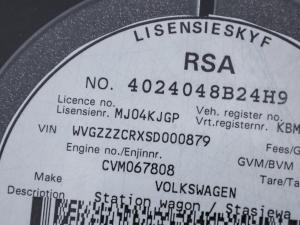 LISENSIESKYF
RSA
NO. 4024048B24H9
Licence no./ Veh. register no./
Lisensienr. MJ04KJGP Vrt.registernr. KBM
VIN WVGZZZCRXSD000879 Fees/G
Engine no./Enjinnr. GVM/BVM
CVM067808 Tare/Ta
Make VOLKSWAGEN
Description Station wagon / Stasiewa